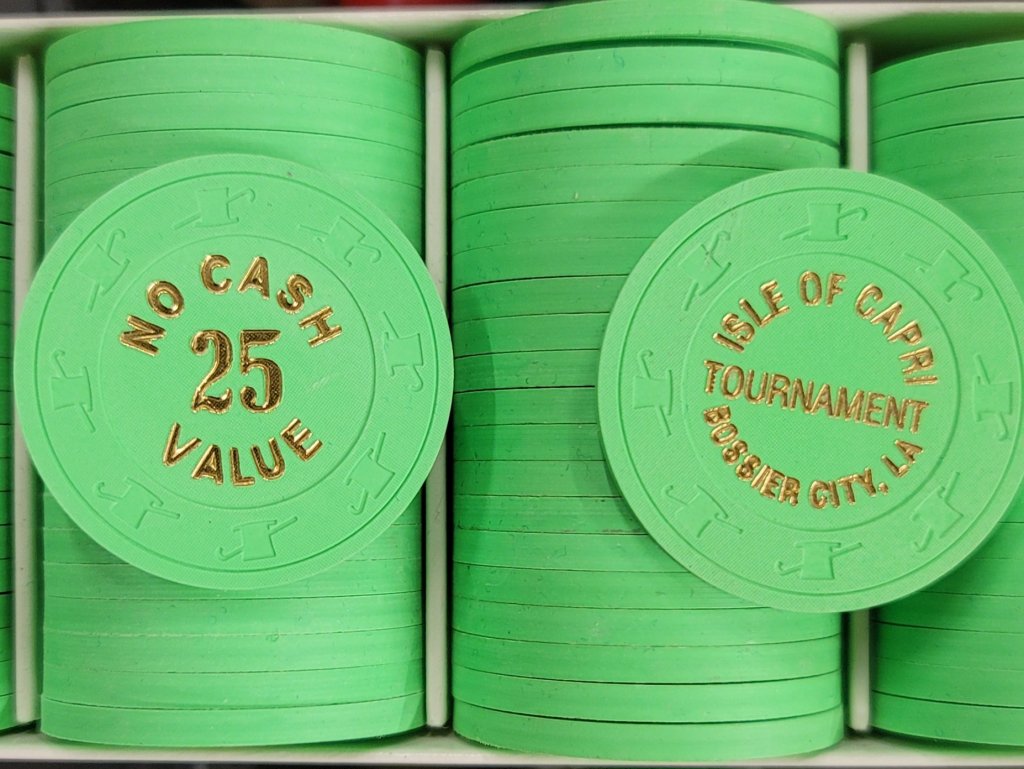 NO CASH
25
VALUE
ISLE OF CAPRI
TOURNAMENT
BOSSIER CITY, LA